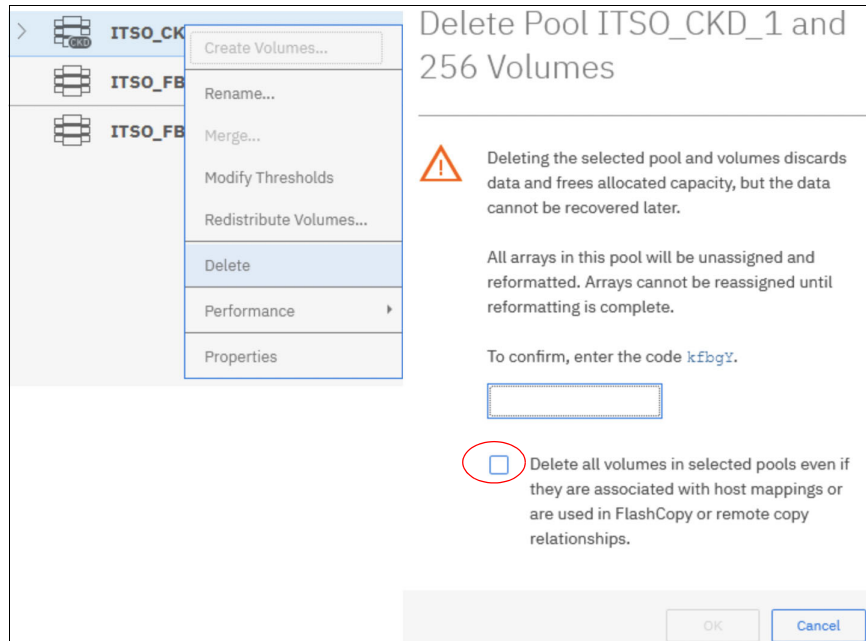 ITSO_CK
CKD
ITSO_FB
ITSO_FB
Create Volumes...
Rename...
Merge...
Modify Thresholds
Redistribute Volumes...
Delete
Performance
Properties
Delete Pool ITSO_CKD_1 and
256 Volumes
Deleting the selected pool and volumes discards
data and frees allocated capacity, but the data
cannot be recovered later.
All arrays in this pool will be unassigned and
reformatted. Arrays cannot be reassigned until
reformatting is complete.
To confirm, enter the code kfbgY.
Delete all volumes in selected pools even if
they are associated with host mappings or
are used in FlashCopy or remote copy
relationships.
OK
Cancel